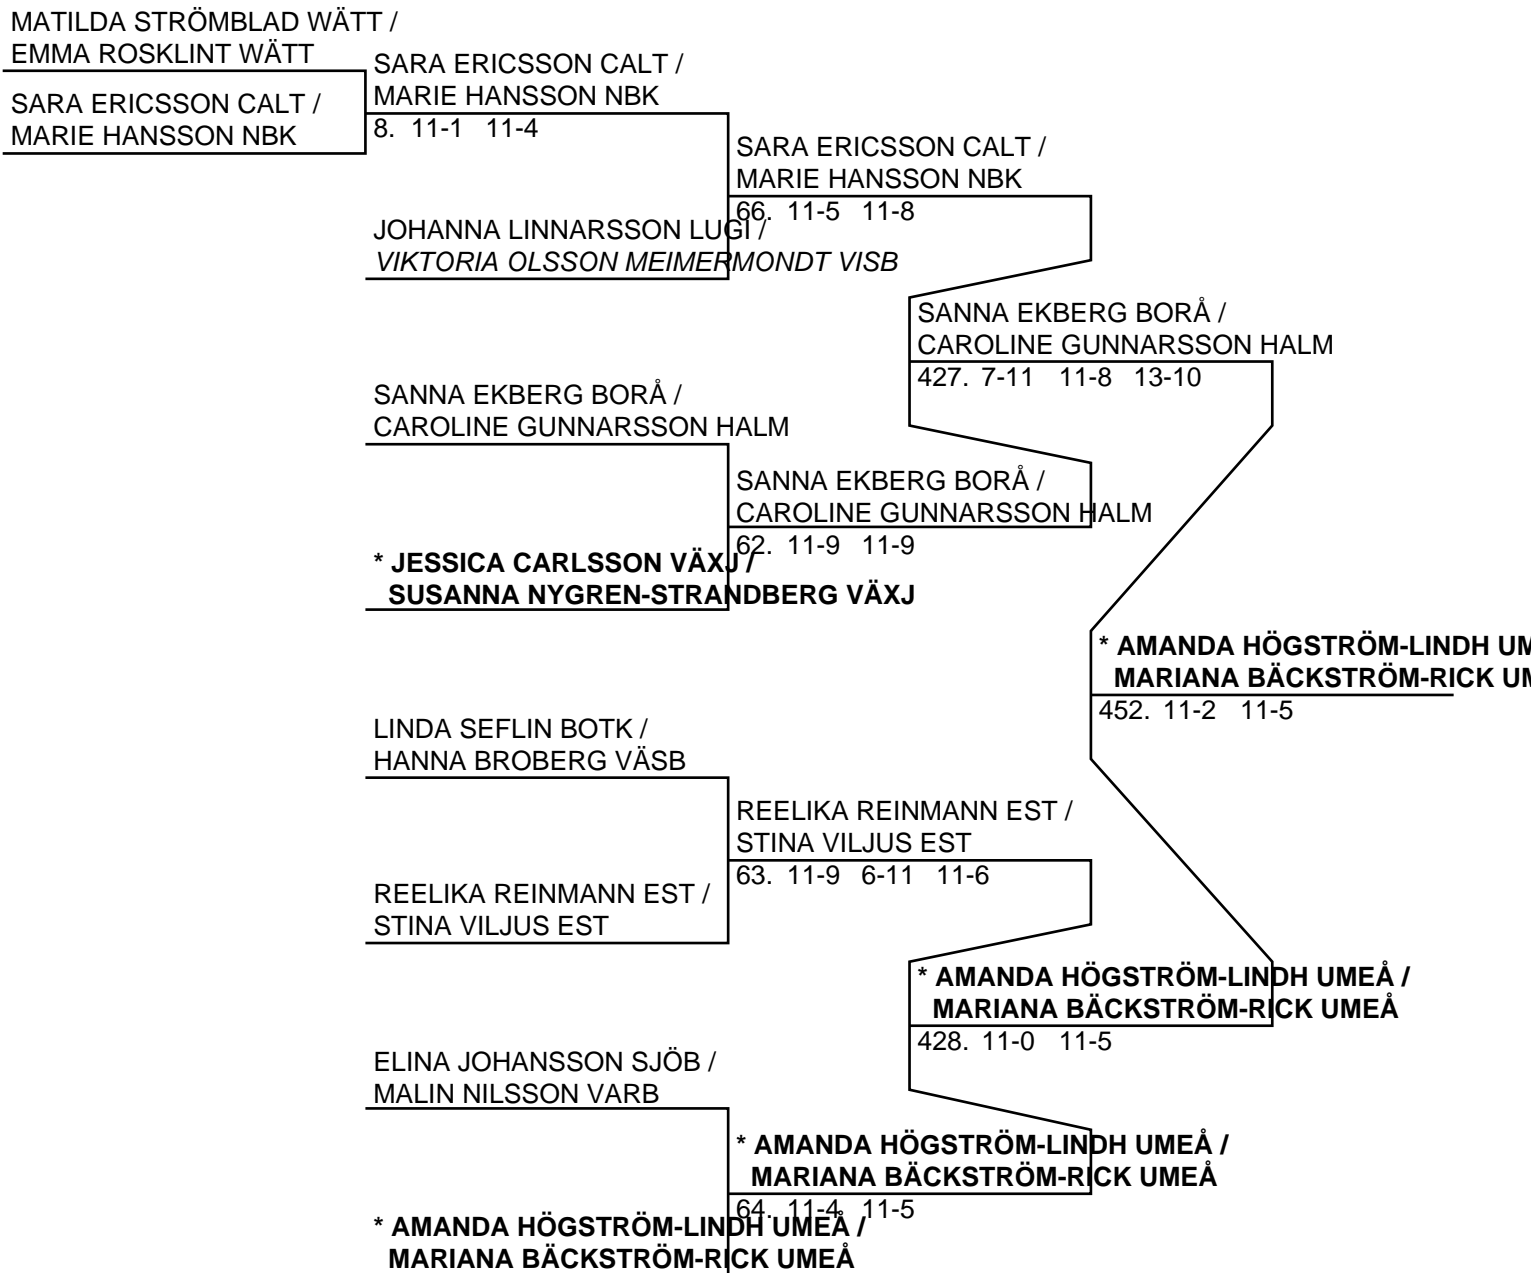 MATILDA STRÖMBLAD WÄTT /
EMMA ROSKLINT WÄTT
SARA ERICSSON CALT /
MARIE HANSSON NBK
SARA ERICSSON CALT /
MARIE HANSSON NBK
8. 11-1 11-4
SARA ERICSSON CALT /
MARIE HANSSON NBK
66. 11-5 11-8
JOHANNA LINNARSSON LUGI /
VIKTORIA OLSSON MEIMERMONDT VISB
SANNA EKBERG BORÅ /
CAROLINE GUNNARSSON HALM
427. 7-11 11-8 13-10
SANNA EKBERG BORÅ /
CAROLINE GUNNARSSON HALM
SANNA EKBERG BORÅ /
CAROLINE GUNNARSSON HALM
62. 11-9 11-9
* JESSICA CARLSSON VÄXJ /
SUSANNA NYGREN-STRANDBERG VÄXJ
* AMANDA HÖGSTRÖM-LINDH
MARIANA BÄCKSTRÖM-RICK
452. 11-2 11-5
LINDA SEFLIN BOTK /
HANNA BROBERG VÄSB
REELIKA REINMANN EST /
STINA VILJUS EST
63. 11-9 6-11 11-6
REELIKA REINMANN EST /
STINA VILJUS EST
* AMANDA HÖGSTRÖM-LINDH UMEÅ /
MARIANA BÄCKSTRÖM-RICK UMEÅ
428. 11-0 11-5
ELINA JOHANSSON SJÖB /
MALIN NILSSON VARB
* AMANDA HÖGSTRÖM-LINDH UMEÅ /
MARIANA BÄCKSTRÖM-RICK UMEÅ
64. 11-4 11-5
* AMANDA HÖGSTRÖM-LINDH UMEÅ /
MARIANA BÄCKSTRÖM-RICK UMEÅ